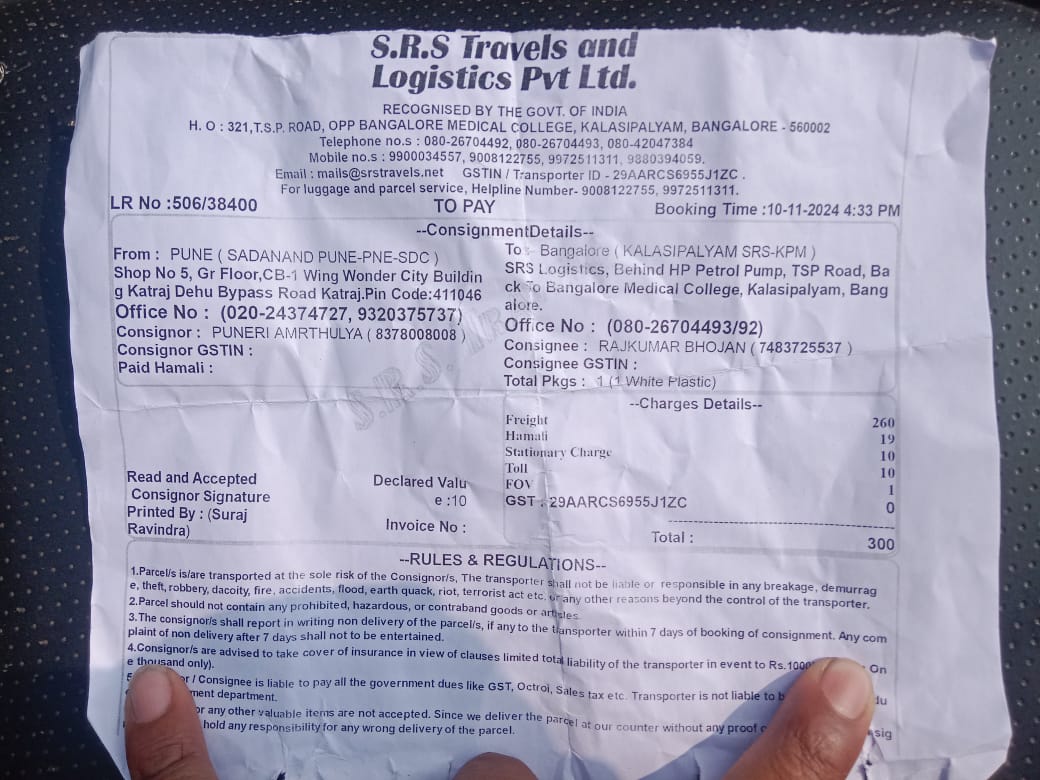 S.R.S Travels and
Logistics Pvt Ltd.
RECOGNISED BY THE GOVT. OF INDIA
H. O : 321,T.S.P. ROAD, OPP BANGALORE MEDICAL COLLEGE, KALASIPALYAM, BANGALORE - 560002
Telephone no.s : 080-26704492, 080-26704493, 080-42047384
Mobile no.s : 9900034557, 9008122755, 9972511311, 9880394059.
Email : mails@srstravels.net GSTIN / Transporter ID - 29AARCS6955J1ZC .
For luggage and parcel service, Helpline Number- 9008122755, 9972511311.
LR No :506/38400 TO PAY Booking Time :10-11-2024 4:33 PM
--ConsignmentDetails--
From : PUNE ( SADANAND PUNE-PNE-SDC )
Shop No 5, Gr Floor,CB-1 Wing Wonder City Buildin
g Katraj Dehu Bypass Road Katraj.Pin Code:411046
Office No : (020-24374727, 9320375737)
Consignor : PUNERI AMRTHULYA ( 8378008008 )
Consignor GSTIN :
Paid Hamali :
To :- Bangalore ( KALASIPALYAM SRS-KPM )
SRS Logistics, Behind HP Petrol Pump, TSP Road, Ba
ck To Bangalore Medical College, Kalasipalyam, Bang
alore.
Office No : (080-26704493/92)
Consignee : RAJKUMAR BHOJAN ( 7483725537 )
Consignee GSTIN :
Total Pkgs : 1 (1 White Plastic)
--Charges Details--
Freight 260
Hamali 19
Stationary Charge 10
Toll 10
FOV 1
GST : 29AARCS6955J1ZC 0
Total : 300
Read and Accepted
Consignor Signature
Printed By : (Suraj
Ravindra)
Declared Valu
e :10
Invoice No :
--RULES & REGULATIONS--
1.Parcel/s is/are transported at the sole risk of the Consignor/s, The transporter shall not be liable or responsible in any breakage, demurrag
e, theft, robbery, dacoity, fire, accidents, flood, earth quack, riot, terrorist act etc. or any other reasons beyond the control of the transporter.
2.Parcel should not contain any prohibited, hazardous, or contraband goods or articles.
3.The consignor/s shall report in writing non delivery of the parcel/s, if any to the transporter within 7 days of booking of consignment. Any com
plaint of non delivery after 7 days shall not to be entertained.
4.Consignor/s are advised to take cover of insurance in view of clauses limited total liability of the transporter in event to Rs.1000 On
e thousand only).
/ Consignee is liable to pay all the government dues like GST, Octroi, Sales tax etc. Transporter is not liable to
department.
or any other valuable items are not accepted. Since we deliver the parcel at our counter without any proof
hold any responsibility for any wrong delivery of the parcel.